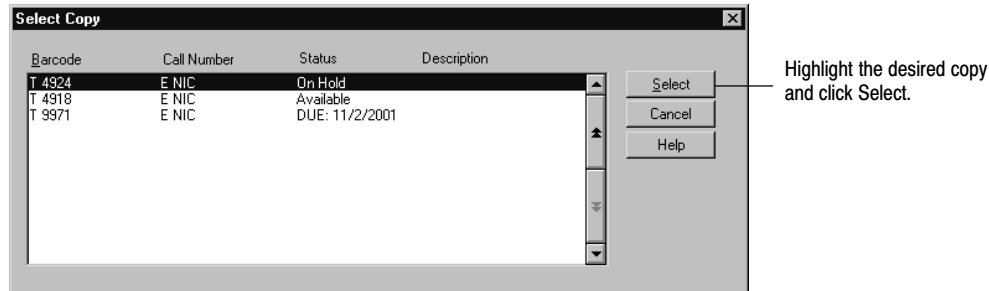 Select Copy
Barcode Call Number Status Description
T 4924 E NIC On Hold
T 4918 E NIC Available
T 9971 E NIC DUE: 11/2/2001
Select
Cancel
Help
Highlight the desired copy
and click Select.